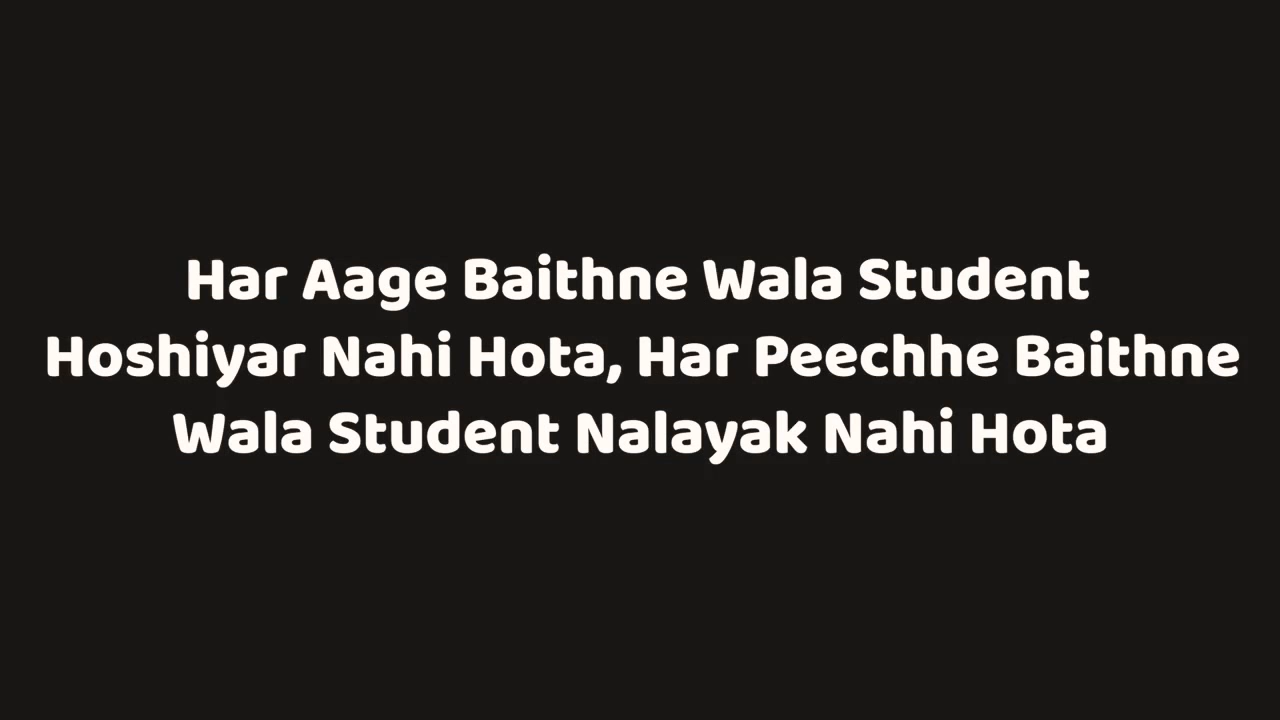 Har Aage Baithne Wala Student
Hoshiyar Nahi Hota, Har Peechhe Baithne
Wala Student Nalayak Nahi Hota